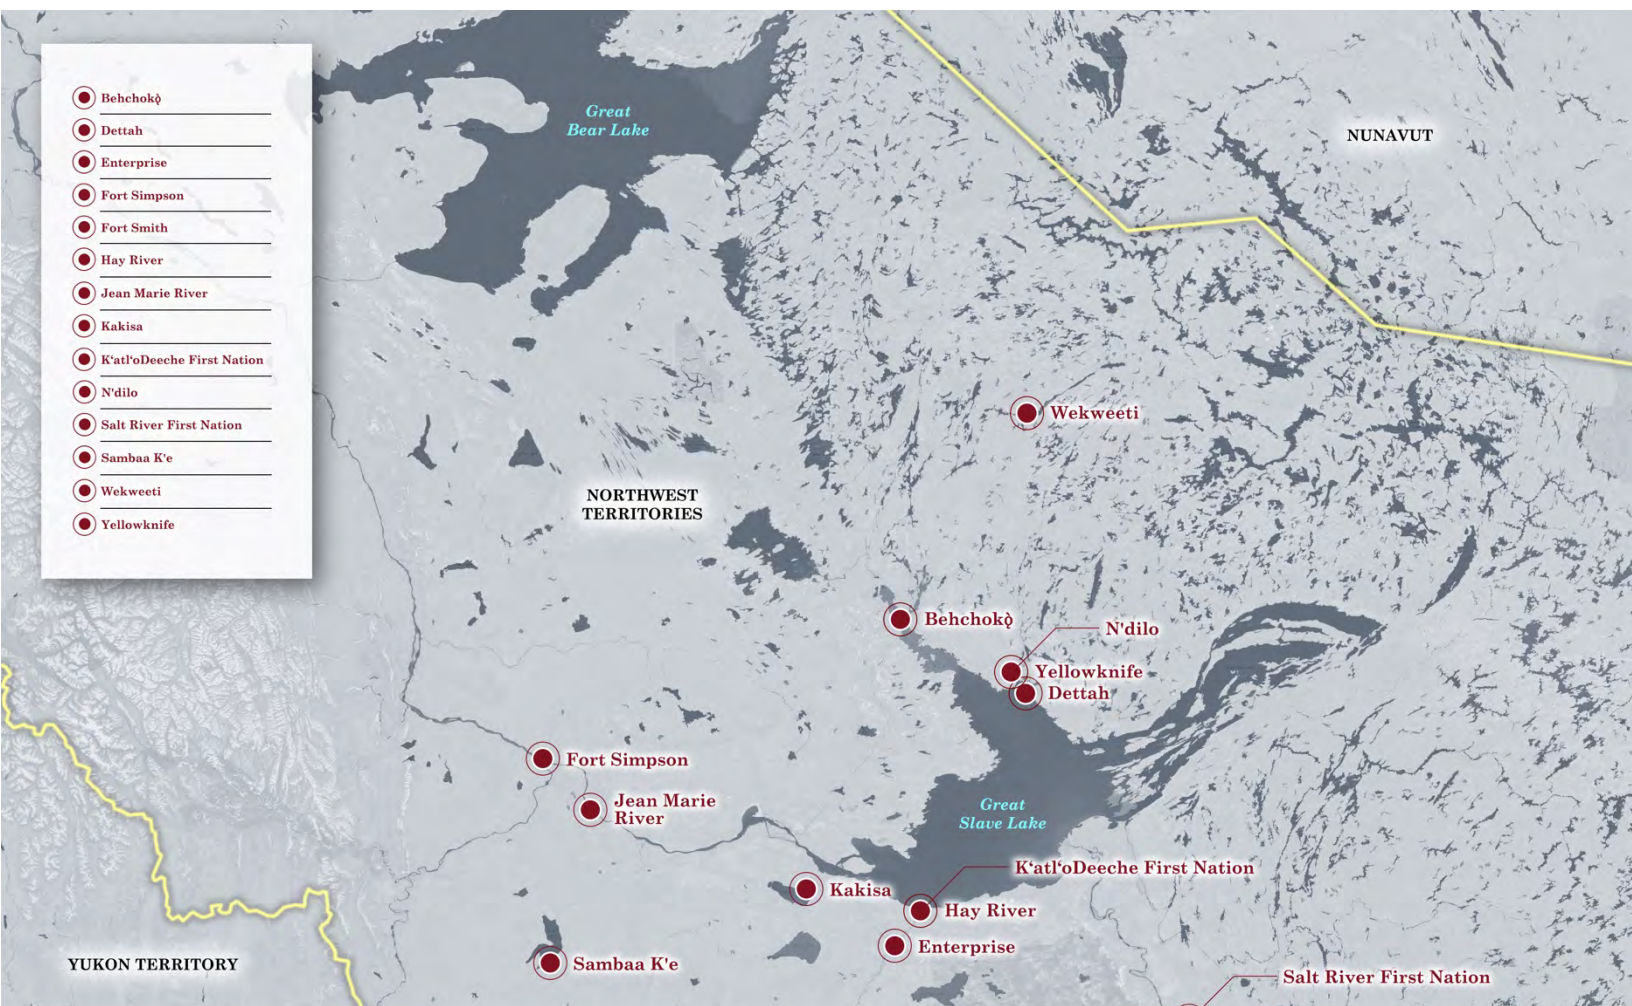 Behchokǫ̀
Dettah
Enterprise
Fort Simpson
Fort Smith
Hay River
Jean Marie River
Kakisa
K‘atl‘oDeeche First Nation
N'dilo
Salt River First Nation
Sambaa K'e
Wekweeti
Yellowknife
Great
Bear Lake
NUNAVUT
Wekweeti
NORTHWEST
TERRITORIES
Behchokǫ̀
N'dilo
Yellowknife
Dettah
Fort Simpson
Jean Marie
River
Great
Slave Lake
K‘atl‘oDeeche First Nation
Kakisa
Hay River
Enterprise
Sambaa K'e
YUKON TERRITORY
Salt River First Nation